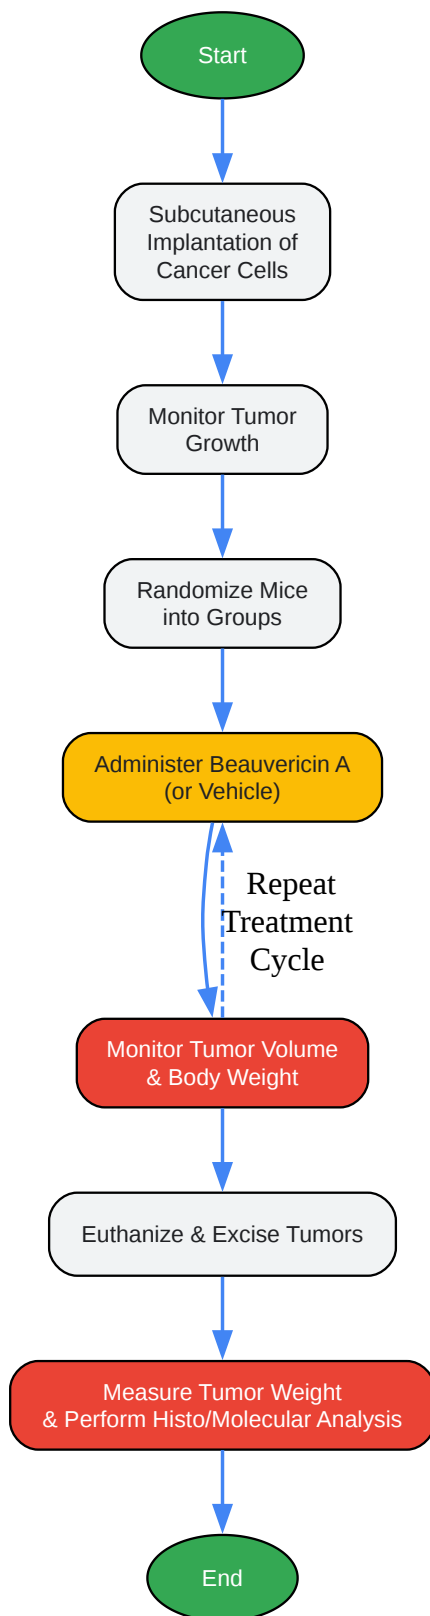 Start
Subcutaneous
Implantation of
Cancer Cells
Monitor Tumor
Growth
Randomize Mice
into Groups
Administer Beauvericin A
(or Vehicle)
Repeat
Treatment
Cycle
Monitor Tumor Volume
& Body Weight
Euthanize & Excise Tumors
Measure Tumor Weight
& Perform Histo/Molecular Analysis
End